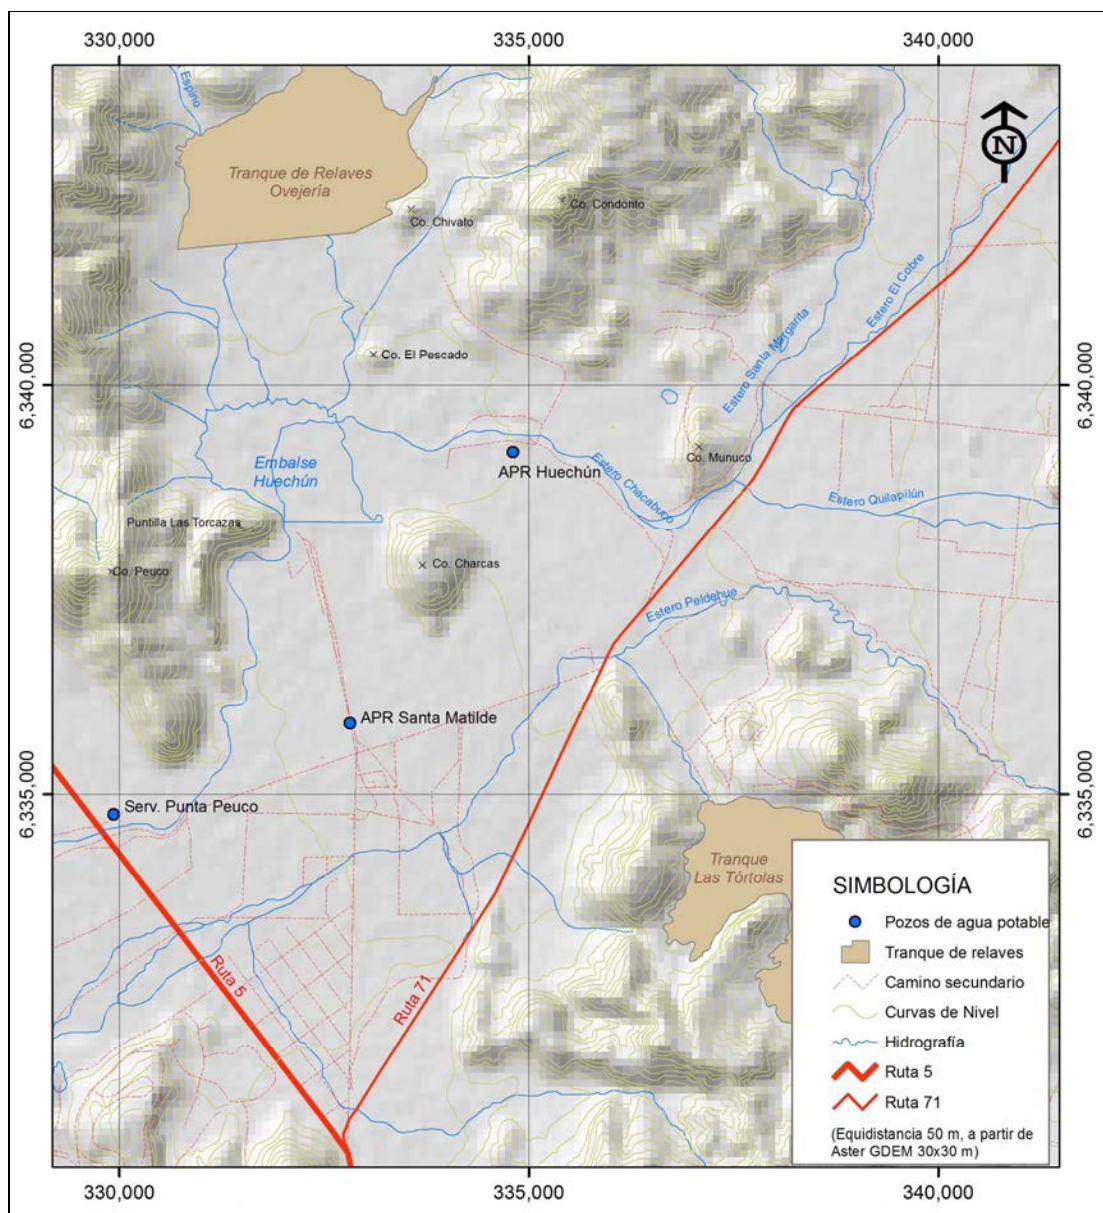 330,000
335,000
340,000
Espino
Tranque de Relaves
Ovejería
N
Co. Condonto
Co. Chivato
Estero El Cobre
Estero Santa Margarita
Co. El Pescado
6,340,000
6,340,000
Co. Munuco
Embalse
Huechún
APR Huechún
Estero Chacabuco
Estero Quilapilún
Puntilla Las Torcazas
Co. Charcas
Co. Peuco
Estero Peldehue
APR Santa Matilde
6,335,000
6,335,000
Serv. Punta Peuco
Tranque
Las Tórtolas
Ruta 5
Ruta 71
SIMBOLOGÍA
Pozos de agua potable
Tranque de relaves
Camino secundario
Curvas de Nivel
Hidrografía
Ruta 5
Ruta 71
(Equidistancia 50 m, a partir de
Aster GDEM 30x30 m)
330,000
335,000
340,000